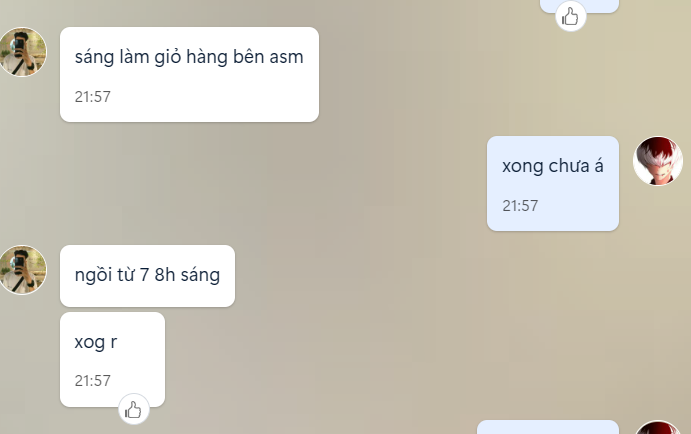 sáng làm giỏ hàng bên asm
21:57
xong chưa á
21:57
ngồi từ 7 8h sáng
xog r
21:57